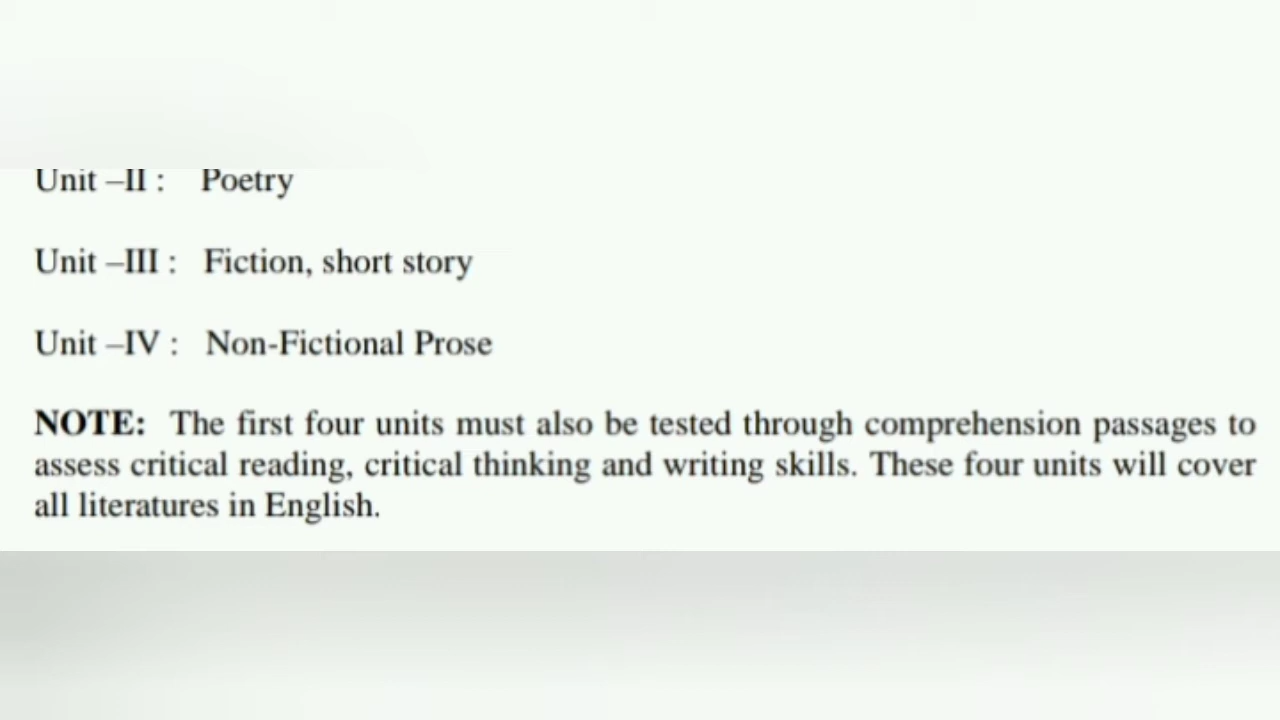 Unit –II :    Poetry
Unit –III :   Fiction, short story
Unit –IV :   Non-Fictional Prose
NOTE:  The first four units must also be tested through comprehension passages to
assess critical reading, critical thinking and writing skills. These four units will cover
all literatures in English.